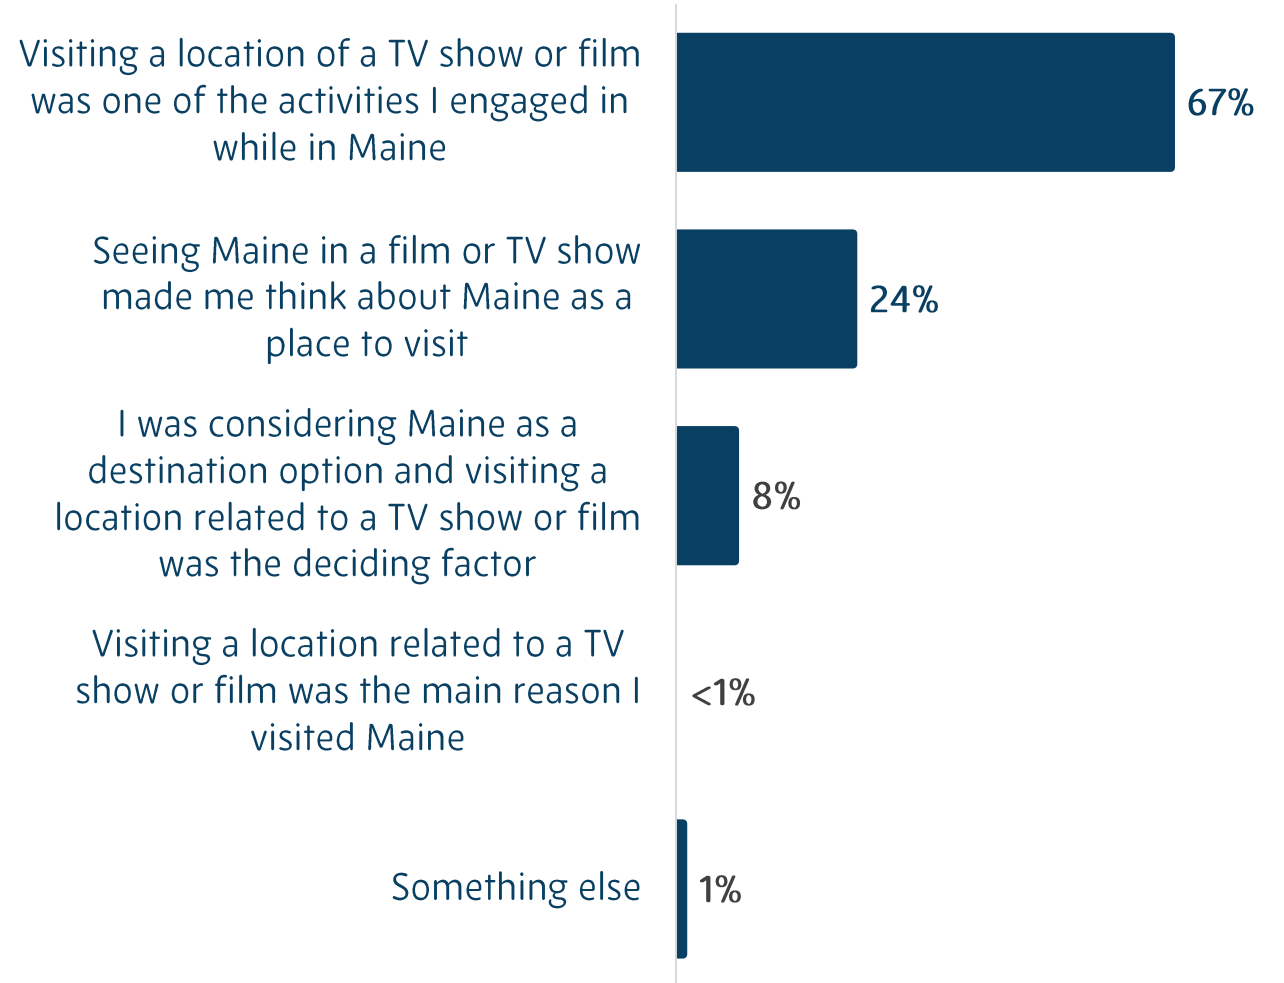 Visiting a location of a TV show or film
was one of the activities I engaged in
while in Maine
67%
Seeing Maine in a film or TV show
made me think about Maine as a
place to visit
24%
I was considering Maine as a
destination option and visiting a
location related to a TV show or film
was the deciding factor
8%
Visiting a location related to a TV
show or film was the main reason I
visited Maine
<1%
Something else
1%